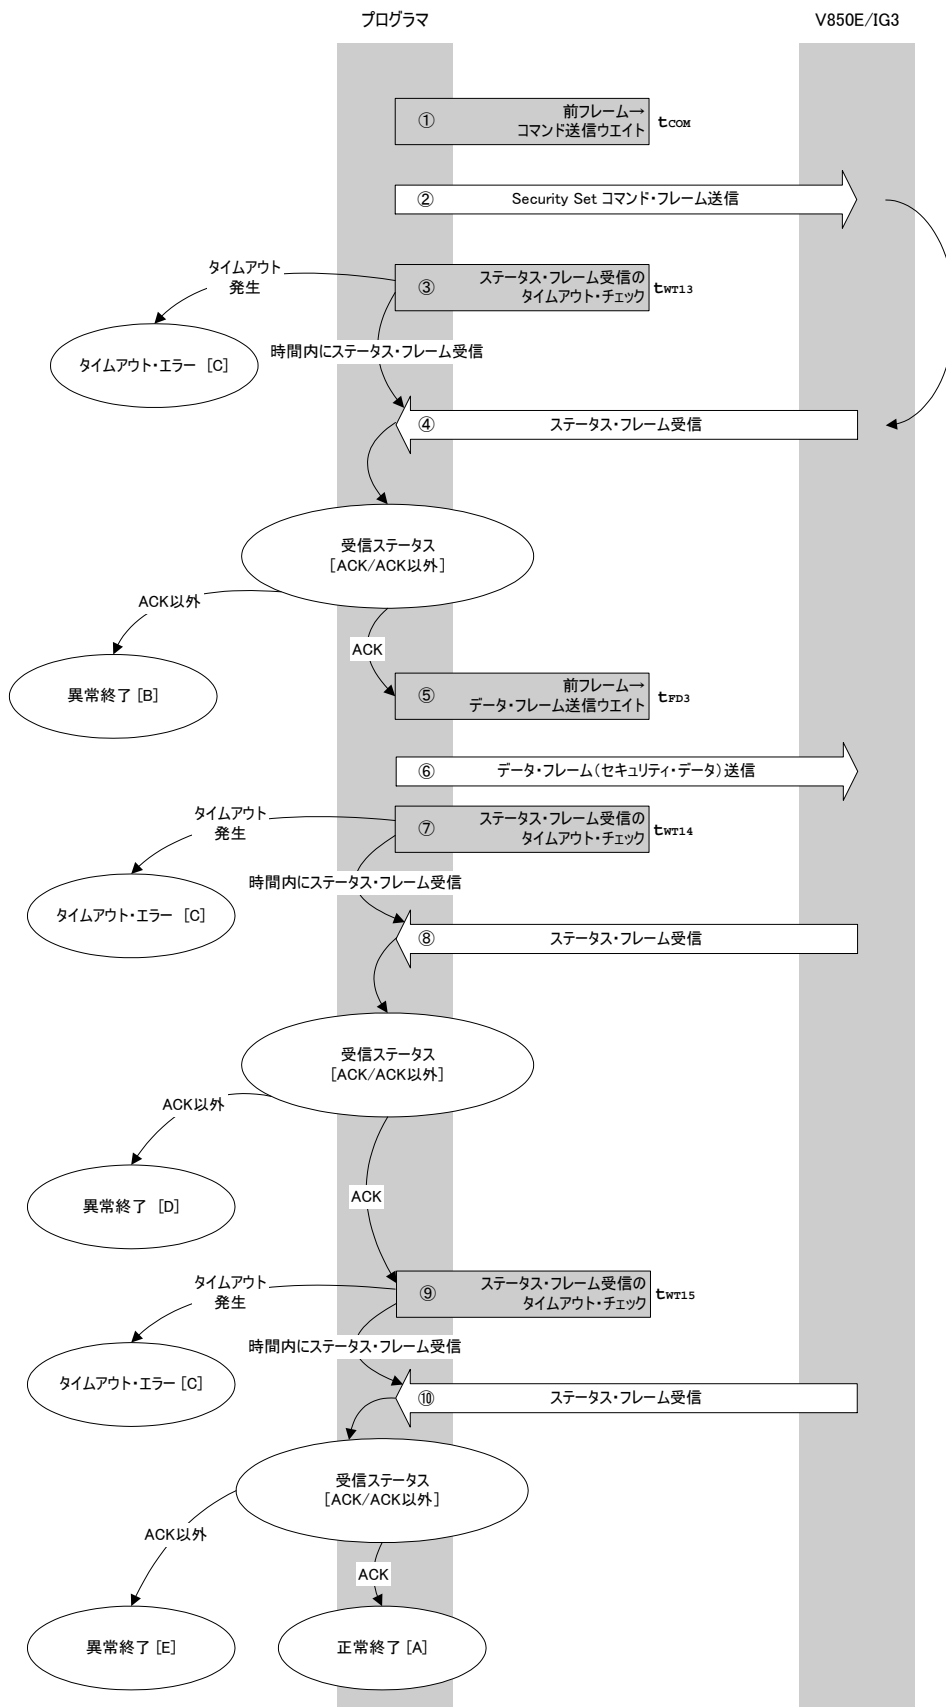 プログラマ
V850E/IG3
①
前フレーム→
コマンド送信ウエイト
tCOM
②
Security Set コマンド・フレーム送信
タイムアウト
発生
③
ステータス・フレーム受信の
タイムアウト・チェック
tWT13
タイムアウト・エラー [C]
時間内にステータス・フレーム受信
④
ステータス・フレーム受信
受信ステータス
[ACK/ACK以外]
ACK以外
ACK
異常終了 [B]
⑤
前フレーム→
データ・フレーム送信ウエイト
tFD3
⑥
データ・フレーム（セキュリティ・データ）送信
タイムアウト
発生
⑦
ステータス・フレーム受信の
タイムアウト・チェック
tWT14
時間内にステータス・フレーム受信
タイムアウト・エラー [C]
⑧
ステータス・フレーム受信
受信ステータス
[ACK/ACK以外]
ACK以外
ACK
異常終了 [D]
タイムアウト
発生
⑨
ステータス・フレーム受信の
タイムアウト・チェック
tWT15
時間内にステータス・フレーム受信
タイムアウト・エラー [C]
⑩
ステータス・フレーム受信
受信ステータス
[ACK/ACK以外]
ACK以外
ACK
異常終了 [E]
正常終了 [A]